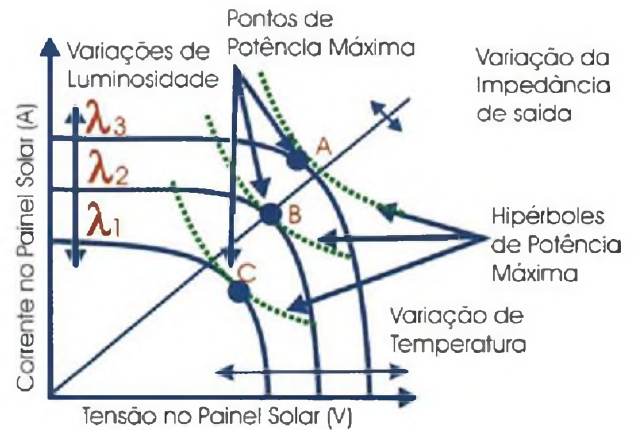 Pontos de
Potência Máxima
Variações de
Luminosidade
Variação da
Impedância
de saida
Corrente no Painel Solar (A)
λ3
λ2
λ1
A
B
C
Hipérboles
de Potência
Máxima
Variação de
Temperatura
Tensão no Painel Solar (V)